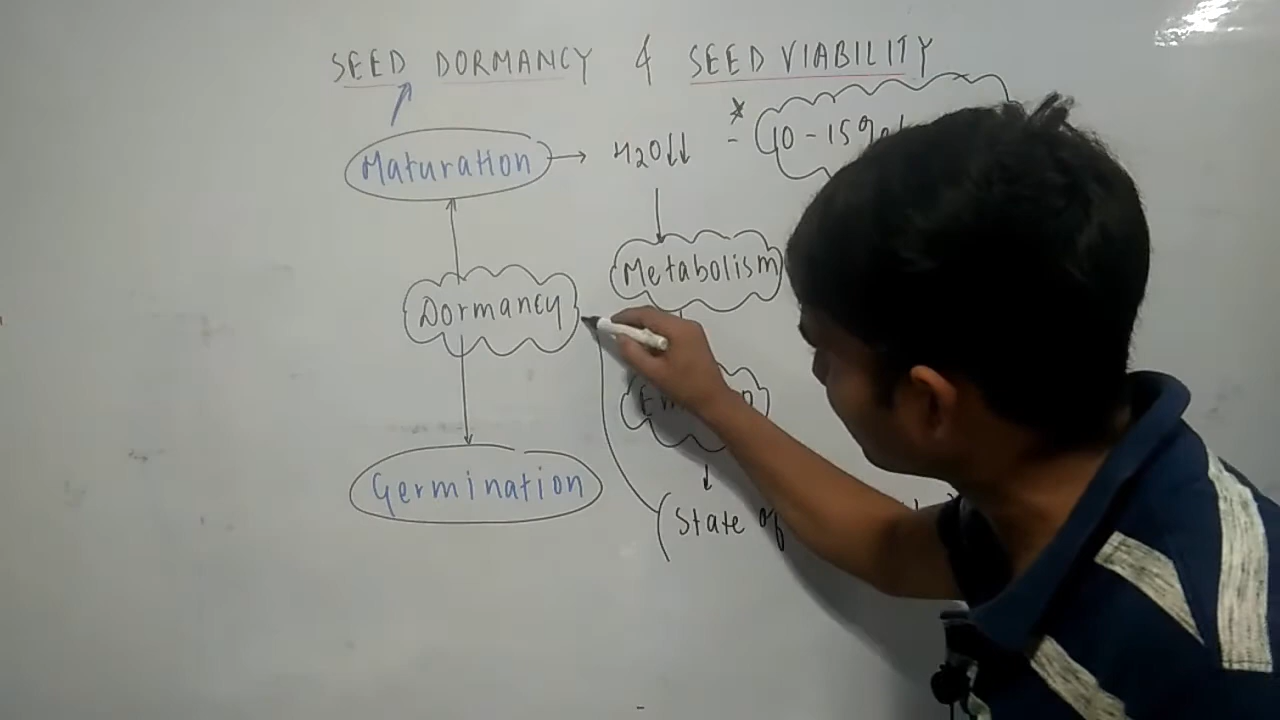 SEED DORMANCY & SEED VIABILITY
Maturation → H2O↓↓ - * 10-15%
Metabolism
Dormancy
State of
Germination